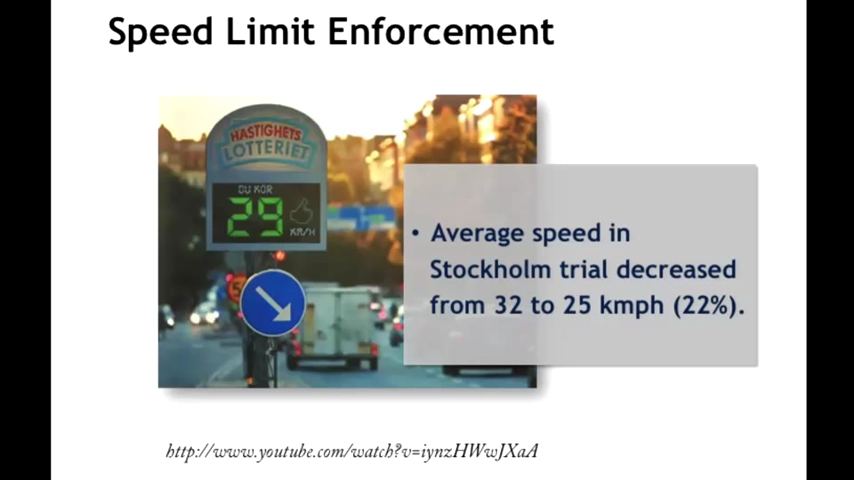 Speed Limit Enforcement
HASTIGHETS
LOTTERIET
DU KÖR
29
KM/H
• Average speed in
Stockholm trial decreased
from 32 to 25 kmph (22%).
http://www.youtube.com/watch?v=iynzHWwJXaA